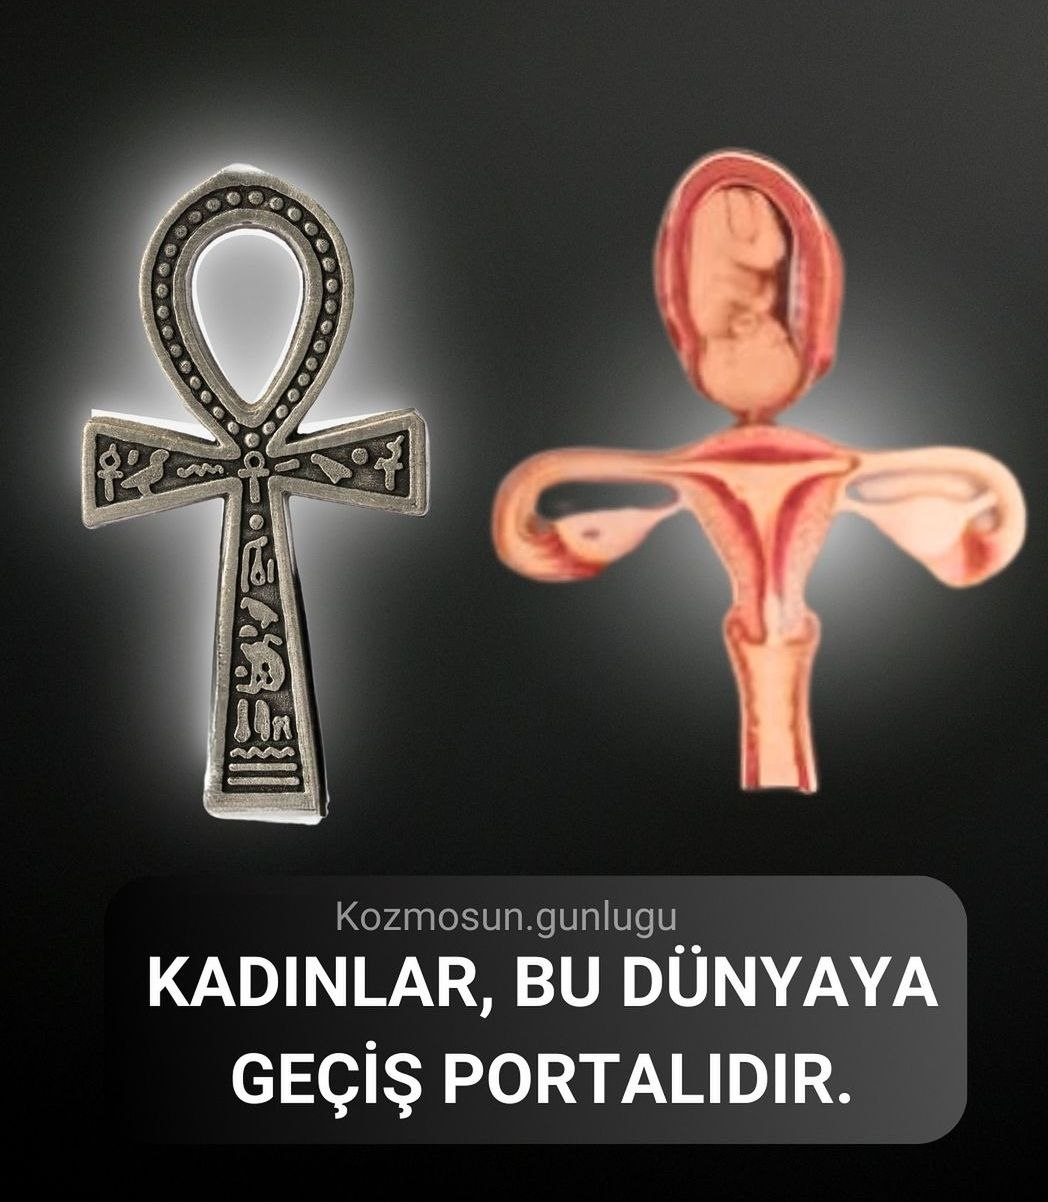 Kozmosun.gunlugu
KADINLAR, BU DÜNYAYA
GEÇİŞ PORTALIDIR.